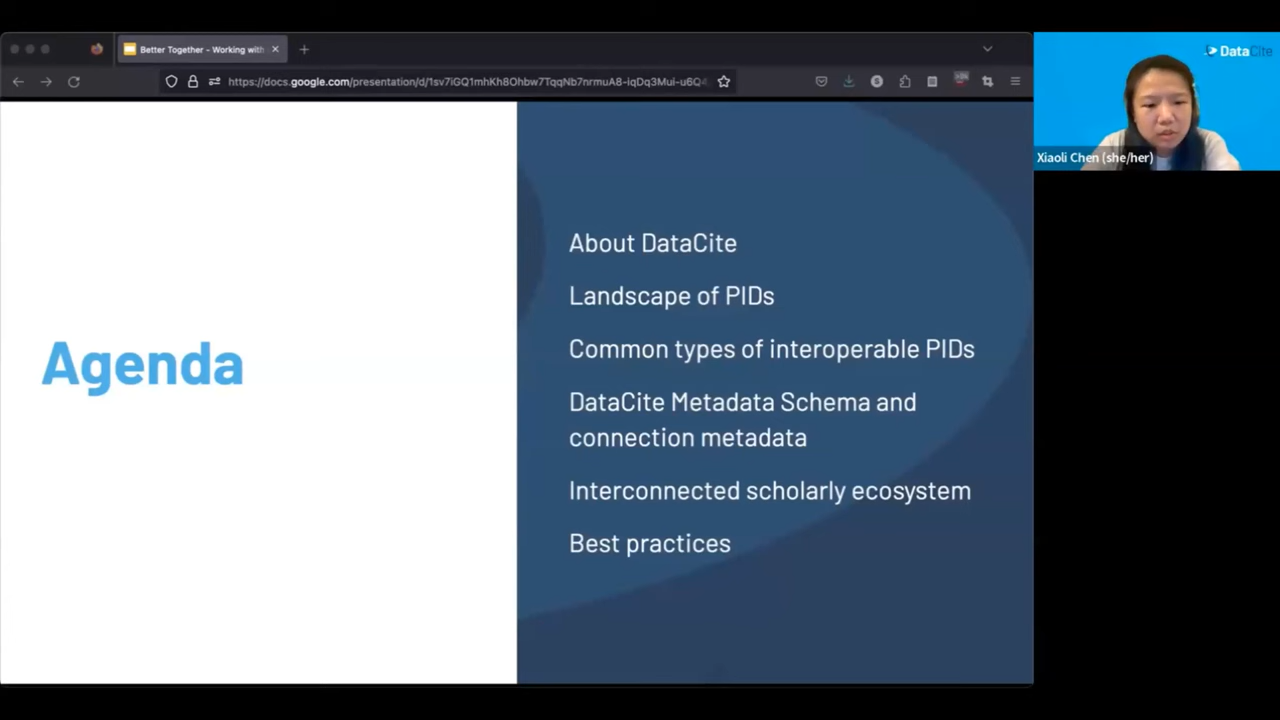 Better Together - Working with
https://docs.google.com/presentation/d/1sv7iGQ1mhKh8Ohbw7TqqNb7nrmuA8-iqDq3Mui-u6Q4
DataCite
Xiaoli Chen (she/her)
Agenda
About DataCite
Landscape of PIDs
Common types of interoperable PIDs
DataCite Metadata Schema and
connection metadata
Interconnected scholarly ecosystem
Best practices